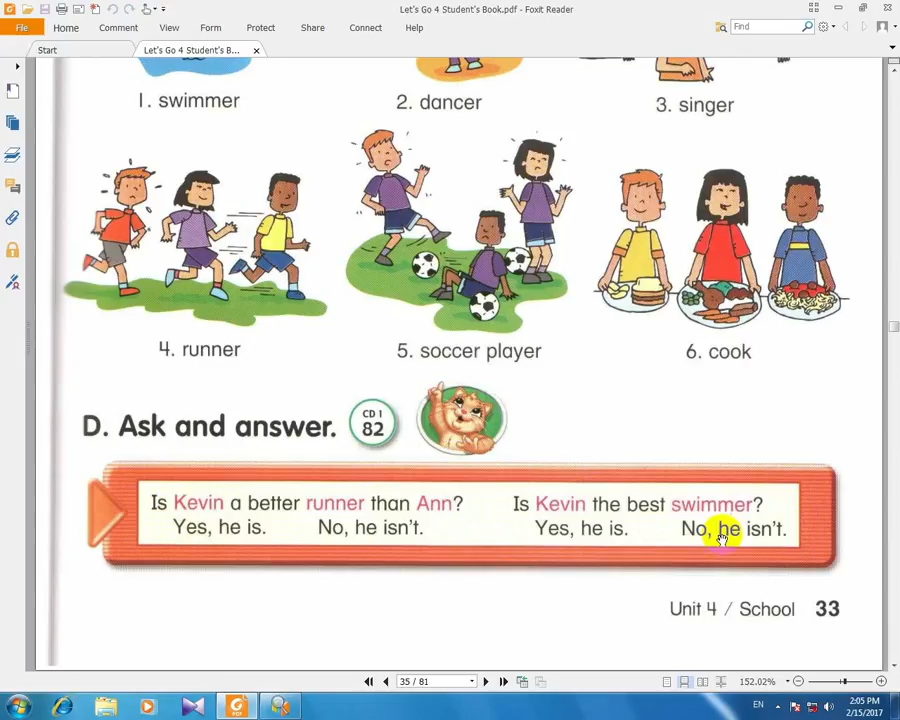 Let's Go 4 Student's Book.pdf - Foxit Reader
File Home Comment View Form Protect Share Connect Help Find
Start Let's Go 4 Student's B...
1. swimmer 2. dancer 3. singer
4. runner 5. soccer player 6. cook
D. Ask and answer. CD 1
82
Is Kevin a better runner than Ann? Is Kevin the best swimmer?
Yes, he is. No, he isn't. Yes, he is. No, he isn't.
Unit 4 / School 33
35 / 81 152.02%
PDF EN 2:05 PM
2/15/2017